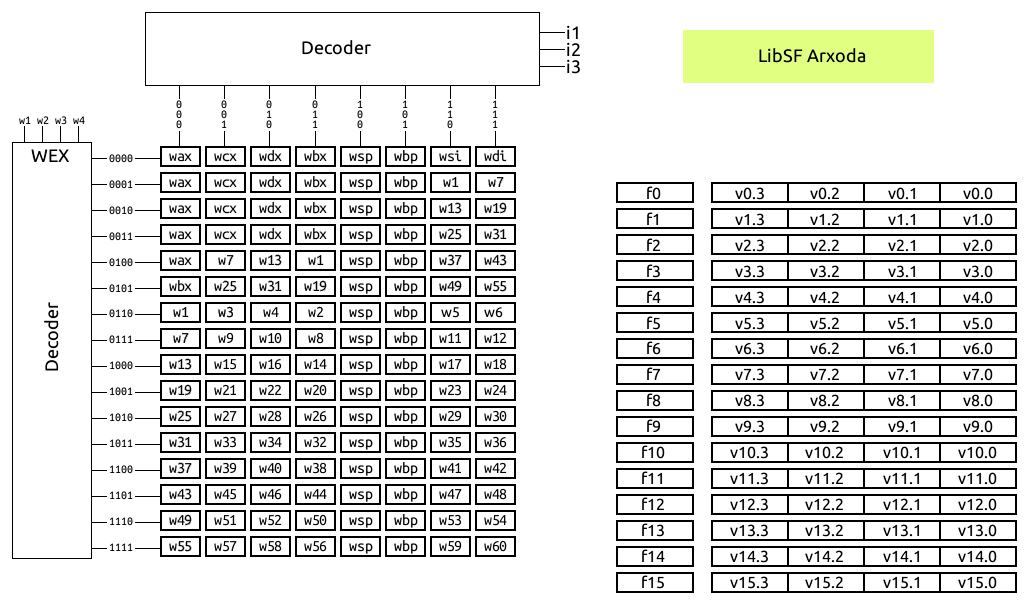 Decoder
i1
i2
i3
LibSF Arxoda
000 001 010 011 100 101 110 111
w1 w2 w3 w4
WEX
Decoder
0000 wax wcx wdx wbx wsp wbp wsi wdi
0001 wax wcx wdx wbx wsp wbp w1 w7
0010 wax wcx wdx wbx wsp wbp w13 w19
0011 wax wcx wdx wbx wsp wbp w25 w31
0100 wax w7 w13 w1 wsp wbp w37 w43
0101 wbx w25 w31 w19 wsp wbp w49 w55
0110 w1 w3 w4 w2 wsp wbp w5 w6
0111 w7 w9 w10 w8 wsp wbp w11 w12
1000 w13 w15 w16 w14 wsp wbp w17 w18
1001 w19 w21 w22 w20 wsp wbp w23 w24
1010 w25 w27 w28 w26 wsp wbp w29 w30
1011 w31 w33 w34 w32 wsp wbp w35 w36
1100 w37 w39 w40 w38 wsp wbp w41 w42
1101 w43 w45 w46 w44 wsp wbp w47 w48
1110 w49 w51 w52 w50 wsp wbp w53 w54
1111 w55 w57 w58 w56 wsp wbp w59 w60
f0 v0.3 v0.2 v0.1 v0.0
f1 v1.3 v1.2 v1.1 v1.0
f2 v2.3 v2.2 v2.1 v2.0
f3 v3.3 v3.2 v3.1 v3.0
f4 v4.3 v4.2 v4.1 v4.0
f5 v5.3 v5.2 v5.1 v5.0
f6 v6.3 v6.2 v6.1 v6.0
f7 v7.3 v7.2 v7.1 v7.0
f8 v8.3 v8.2 v8.1 v8.0
f9 v9.3 v9.2 v9.1 v9.0
f10 v10.3 v10.2 v10.1 v10.0
f11 v11.3 v11.2 v11.1 v11.0
f12 v12.3 v12.2 v12.1 v12.0
f13 v13.3 v13.2 v13.1 v13.0
f14 v14.3 v14.2 v14.1 v14.0
f15 v15.3 v15.2 v15.1 v15.0